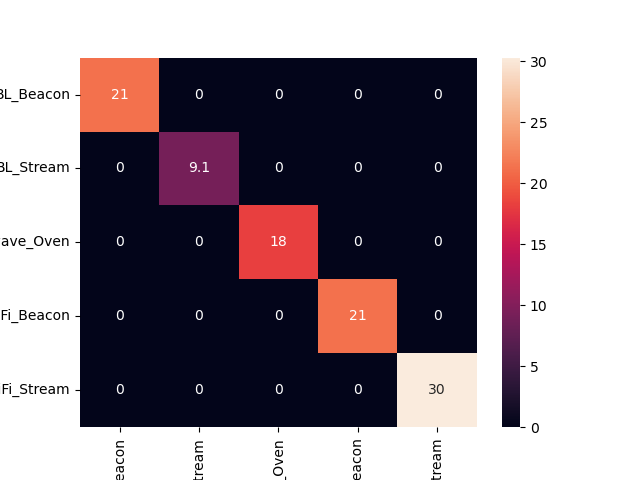 BL_Beacon 21 0 0 0 0
BL_Stream 0 9.1 0 0 0
ave_Oven 0 0 18 0 0
Fi_Beacon 0 0 0 21 0
Fi_Stream 0 0 0 0 30
eacon
tream
_Oven
eacon
tream
30
25
20
15
10
5
0